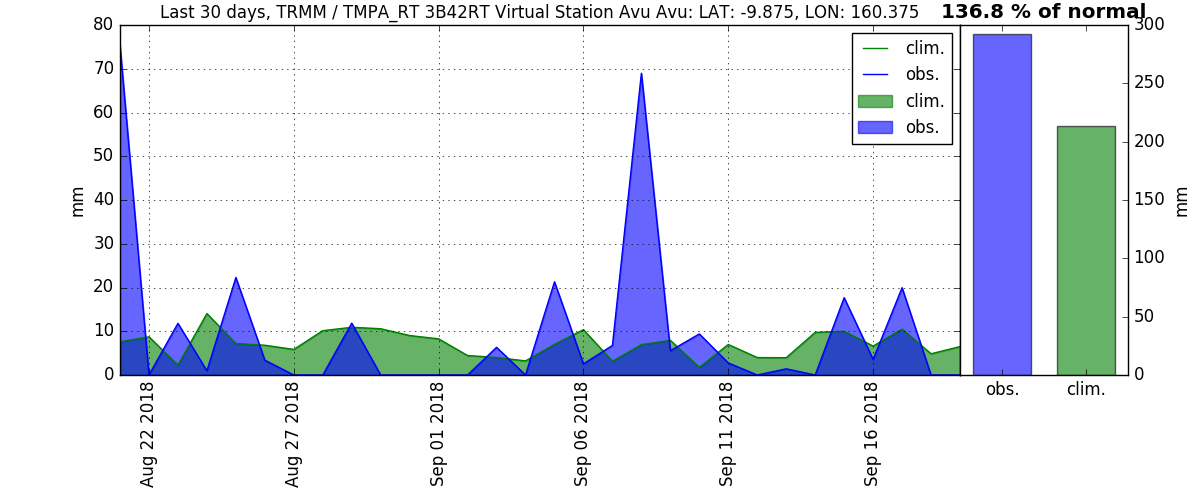 Last 30 days, TRMM / TMPA_RT 3B42RT Virtual Station Avu Avu: LAT: -9.875, LON: 160.375
136.8 % of normal
80
70
60
50
40
30
20
10
0
mm
clim.
obs.
clim.
obs.
300
250
200
150
100
50
0
mm
obs.
clim.
Aug 22 2018
Aug 27 2018
Sep 01 2018
Sep 06 2018
Sep 11 2018
Sep 16 2018